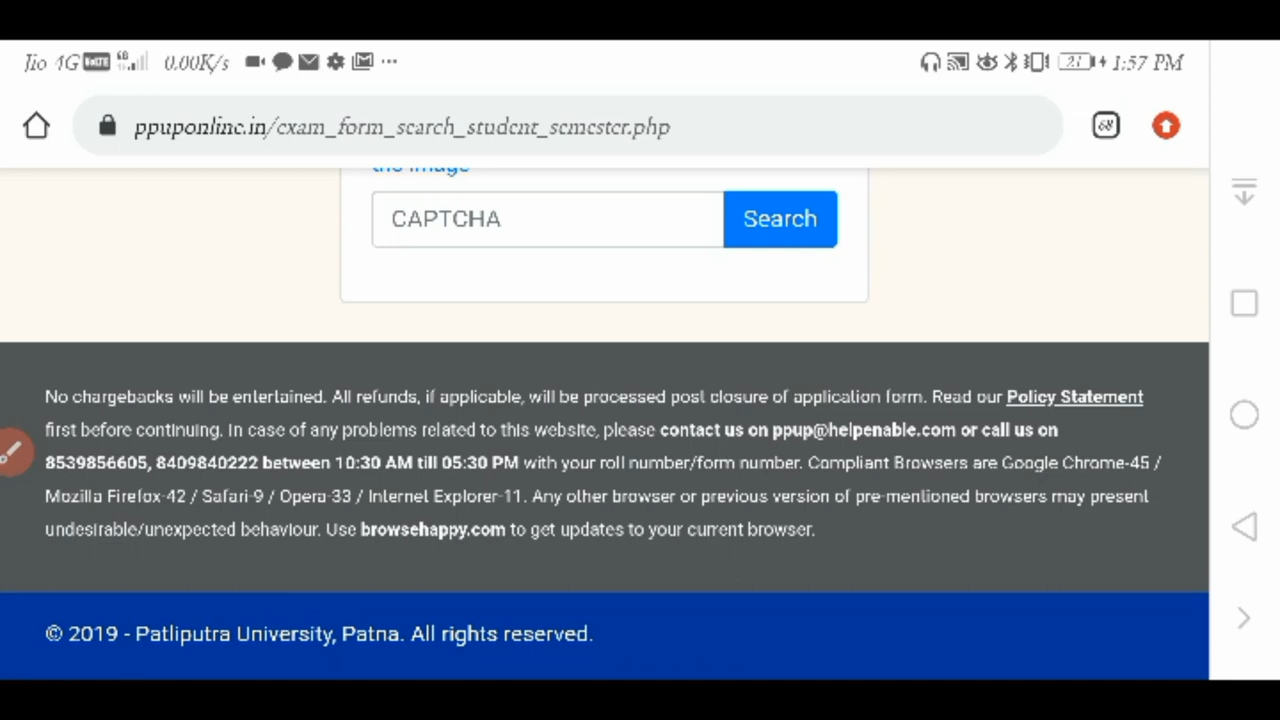 Jio 4G VoLTE 0.00K/s 21 1:57 PM
ppuponline.in/exam_form_search_student_semester.php 68
the image
CAPTCHA Search
No chargebacks will be entertained. All refunds, if applicable, will be processed post closure of application form. Read our Policy Statement
first before continuing. In case of any problems related to this website, please contact us on ppup@helpenable.com or call us on
8539856605, 8409840222 between 10:30 AM till 05:30 PM with your roll number/form number. Compliant Browsers are Google Chrome-45 /
Mozilla Firefox-42 / Safari-9 / Opera-33 / Internet Explorer-11. Any other browser or previous version of pre-mentioned browsers may present
undesirable/unexpected behaviour. Use browsehappy.com to get updates to your current browser.
© 2019 - Patliputra University, Patna. All rights reserved.